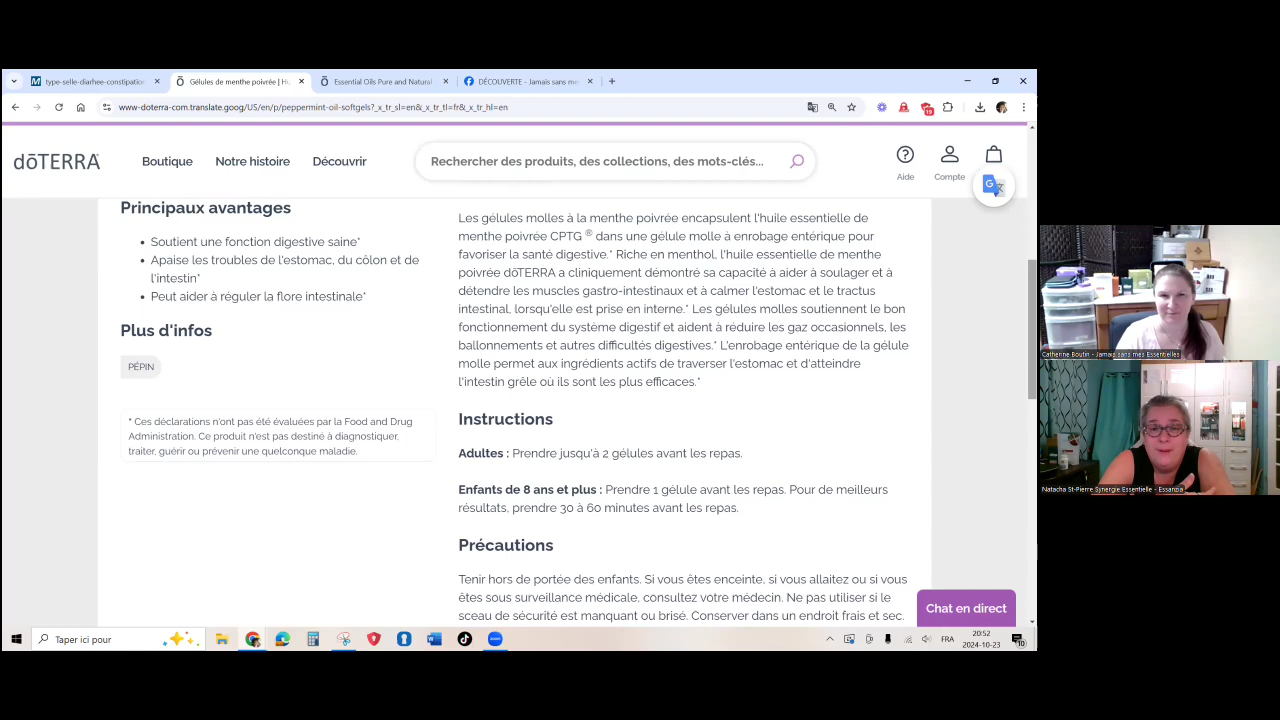 type-selle-diarhee-constipation
Gélules de menthe poivrée | Hu
Essential Oils Pure and Natural
DÉCOUVERTE - Jamais sans me
www-doterra-com.translate.goog/US/en/p/peppermint-oil-softgels?_x_tr_sl=en&_x_tr_tl=fr&_x_tr_hl=en
19
dōTERRA
Boutique
Notre histoire
Découvrir
Rechercher des produits, des collections, des mots-clés...
Aide
Compte
Principaux avantages
• Soutient une fonction digestive saine*
• Apaise les troubles de l'estomac, du côlon et de
l'intestin*
• Peut aider à réguler la flore intestinale*
Plus d'infos
PÉPIN
* Ces déclarations n'ont pas été évaluées par la Food and Drug
Administration. Ce produit n'est pas destiné à diagnostiquer,
traiter, guérir ou prévenir une quelconque maladie.
Les gélules molles à la menthe poivrée encapsulent l'huile essentielle de
menthe poivrée CPTG ® dans une gélule molle à enrobage entérique pour
favoriser la santé digestive.* Riche en menthol, l'huile essentielle de menthe
poivrée dōTERRA a cliniquement démontré sa capacité à aider à soulager et à
détendre les muscles gastro-intestinaux et à calmer l'estomac et le tractus
intestinal, lorsqu'elle est prise en interne.* Les gélules molles soutiennent le bon
fonctionnement du système digestif et aident à réduire les gaz occasionnels, les
ballonnements et autres difficultés digestives.* L'enrobage entérique de la gélule
molle permet aux ingrédients actifs de traverser l'estomac et d'atteindre
l'intestin grêle où ils sont les plus efficaces.*
Instructions
Adultes : Prendre jusqu'à 2 gélules avant les repas.
Enfants de 8 ans et plus : Prendre 1 gélule avant les repas. Pour de meilleurs
résultats, prendre 30 à 60 minutes avant les repas.
Précautions
Tenir hors de portée des enfants. Si vous êtes enceinte, si vous allaitez ou si vous
êtes sous surveillance médicale, consultez votre médecin. Ne pas utiliser si le
sceau de sécurité est manquant ou brisé. Conserver dans un endroit frais et sec.
Chat en direct
Catherine Boutin - Jamais sans mes Essentielles
Natacha St-Pierre Synergie Essentielle - Essanzia
Taper ici pour
FRA
20:52
2024-10-23
10